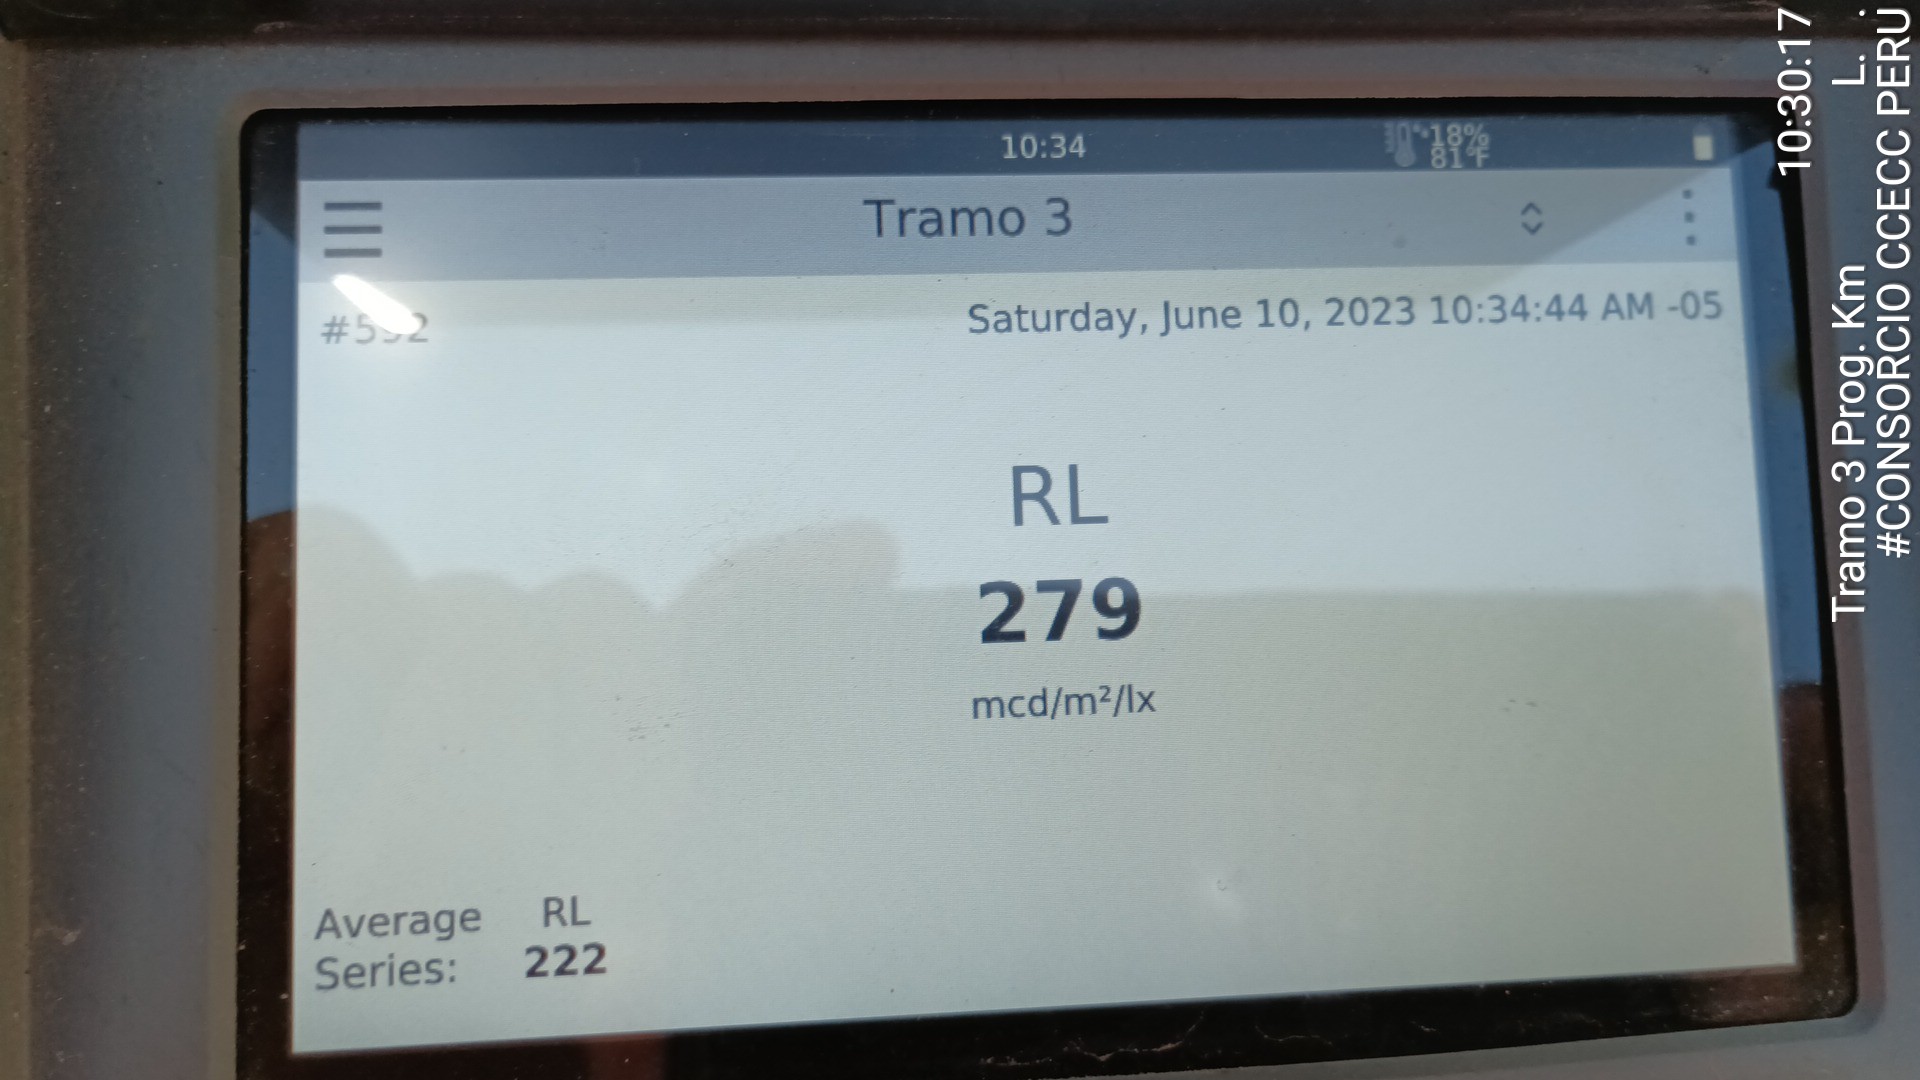 10:34
18%
81°F
Tramo 3
Saturday, June 10, 2023 10:34:44 AM -05
RL
279
mcd/m²/lx
Average RL
Series: 222
10:30:17
Tramo 3 Prog. Km L. .
#CONSORCIO CCECC PERU